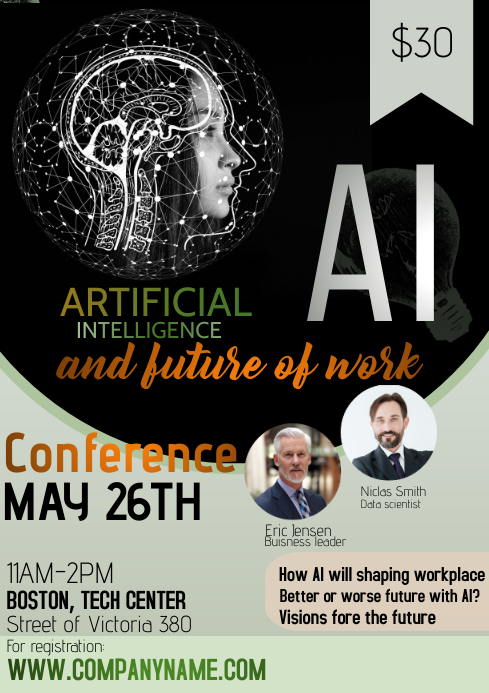 $30
AI
ARTIFICIAL
INTELLIGENCE
and future of work
Conference
MAY 26TH
Niclas Smith
Data scientist
Eric Jensen
Buisness leader
11AM-2PM
BOSTON, TECH CENTER
Street of Victoria 380
How AI will shaping workplace
Better or worse future with AI?
Visions fore the future
For registration:
WWW.COMPANYNAME.COM